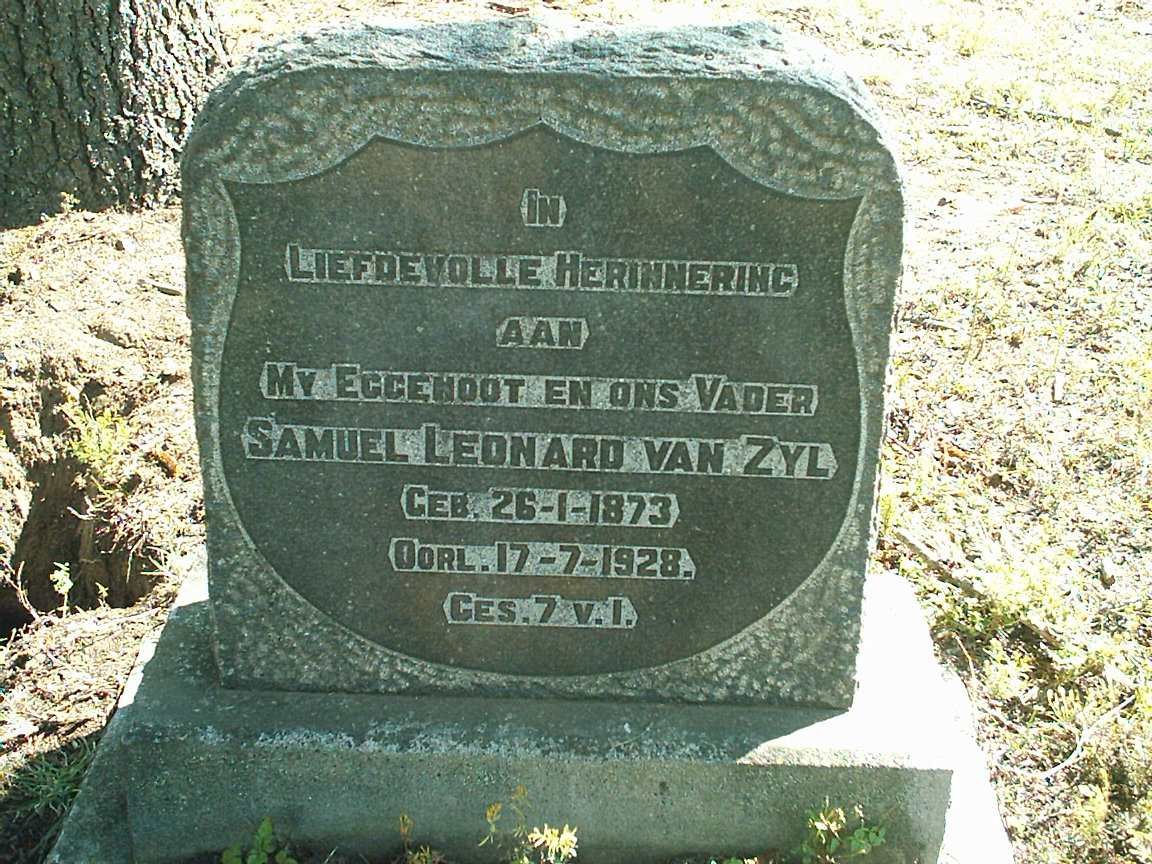 IN
LIEFDEVOLLE HERINNERING
AAN
MY EGGENOOT EN ONS VADER
SAMUEL LEONARD VAN ZYL
GEB. 26-1-1873
OORL. 17-7-1928.
GES. 7 V. 1.